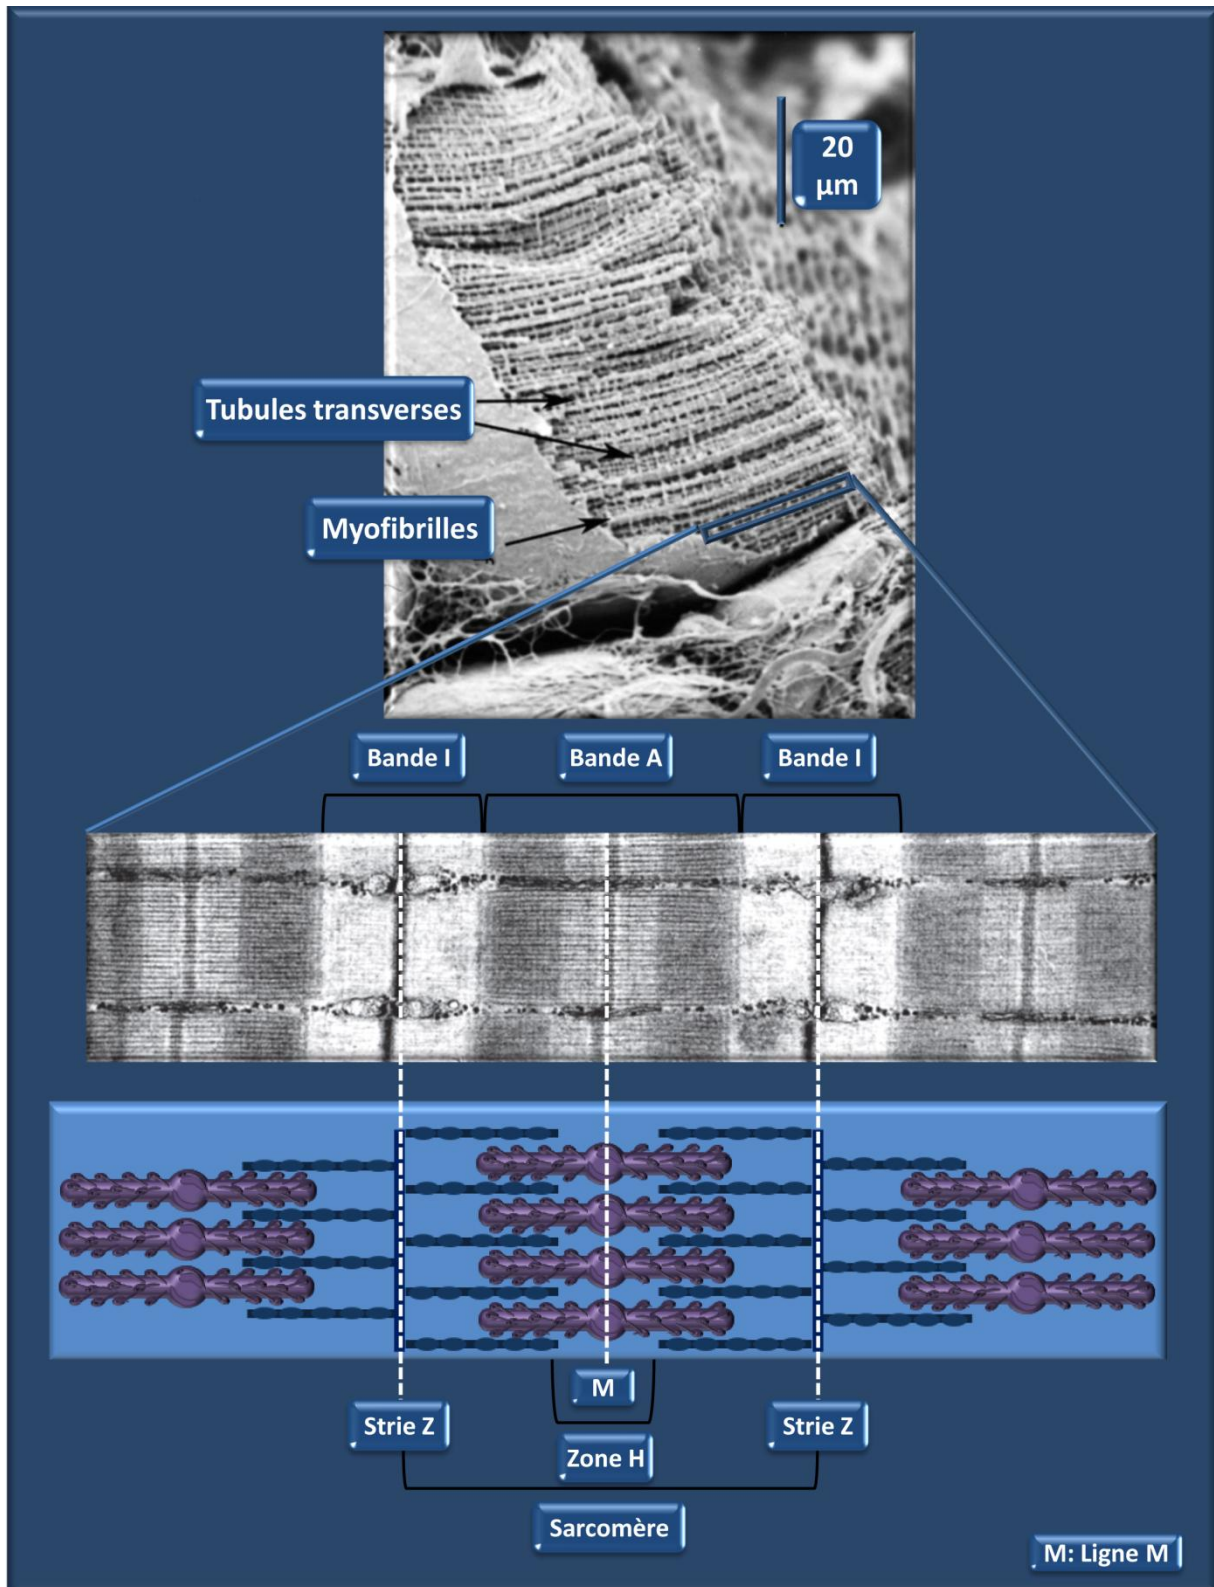 20
µm
Tubules transverses
Myofibrilles
Bande I
Bande A
Bande I
M
Strie Z
Strie Z
Zone H
Sarcomère
M: Ligne M